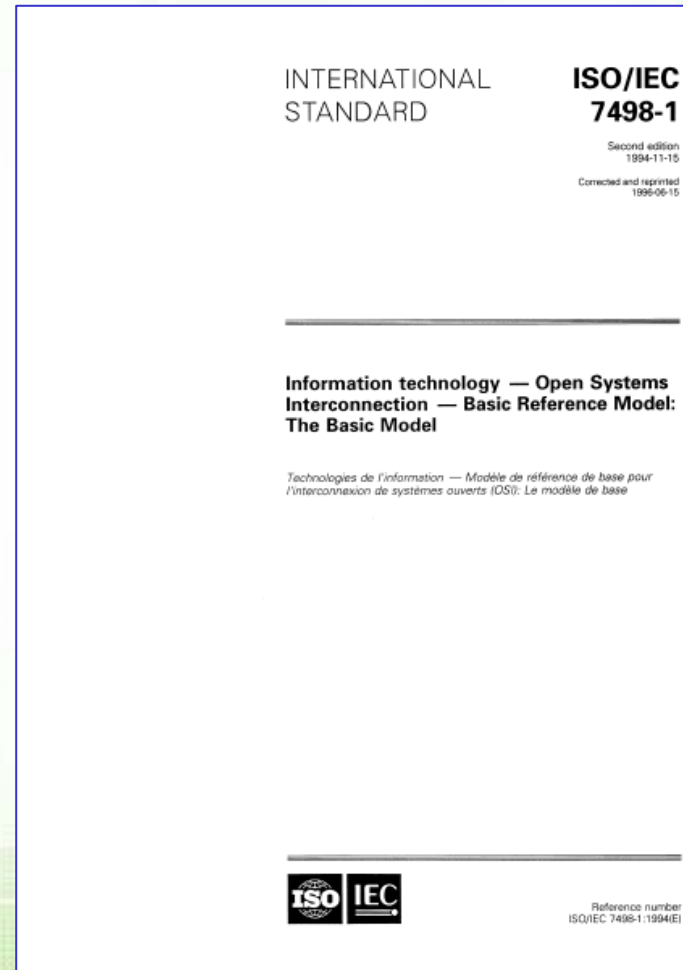 INTERNATIONAL
STANDARD
ISO/IEC
7498-1
Second edition
1994-11-15
Corrected and reprinted
1996-06-15
Information technology — Open Systems
Interconnection — Basic Reference Model:
The Basic Model
Technologies de l'information — Modèle de référence de base pour
l'interconnexion de systèmes ouverts (OSI): Le modèle de base
ISO IEC
Reference number
ISO/IEC 7498-1:1994(E)